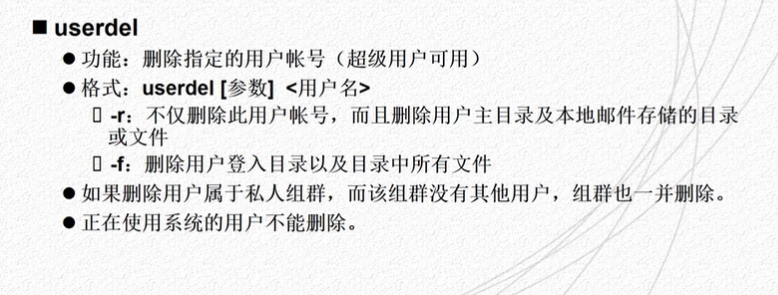 ■ userdel
● 功能：删除指定的用户帐号（超级用户可用）
● 格式：userdel [参数] <用户名>
▯ -r：不仅删除此用户帐号，而且删除用户主目录及本地邮件存储的目录
或文件
▯ -f：删除用户登入目录以及目录中所有文件
● 如果删除用户属于私人组群，而该组群没有其他用户，组群也一并删除。
● 正在使用系统的用户不能删除。